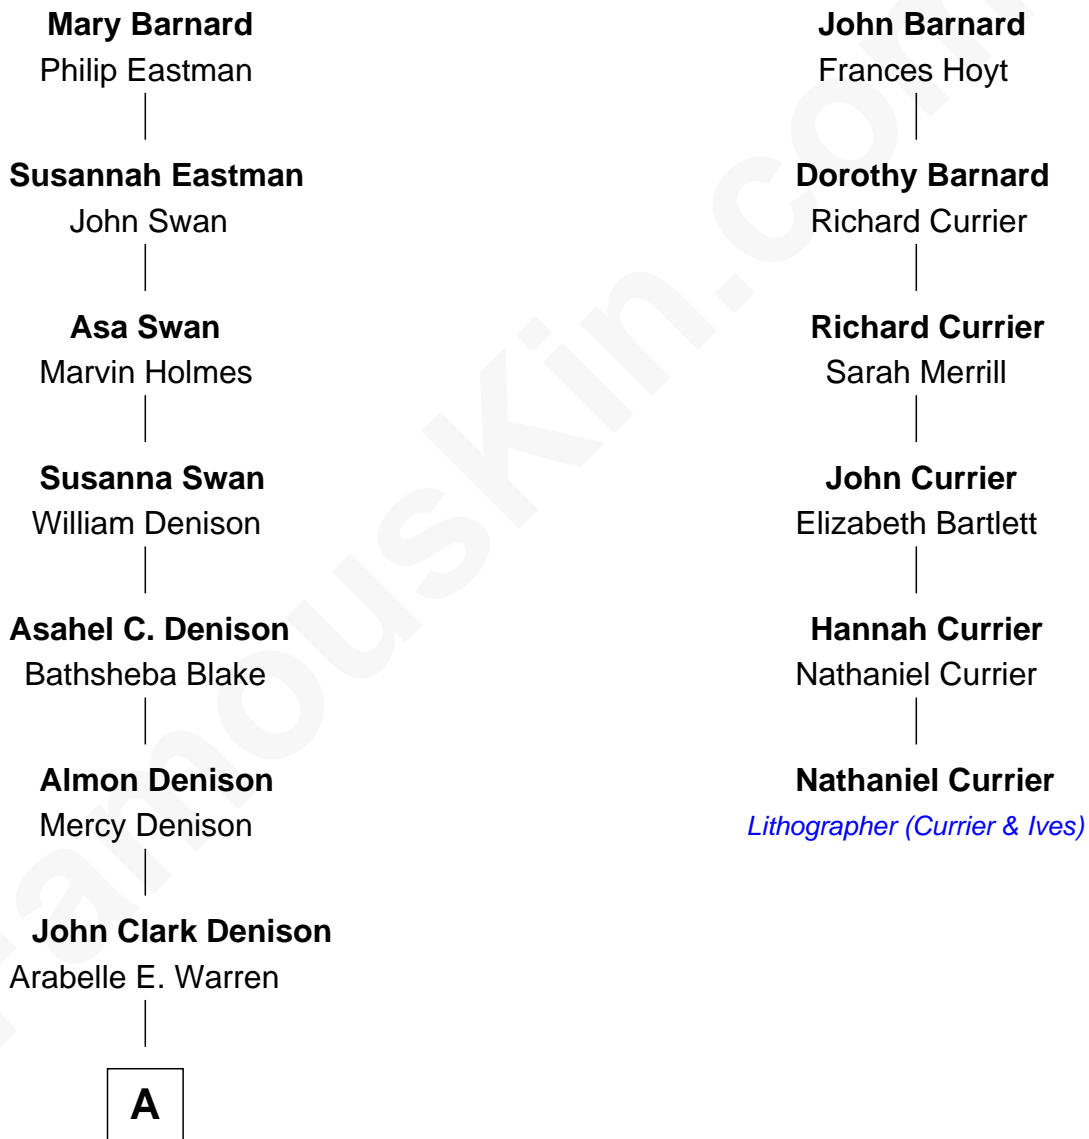 Mary Barnard
Philip Eastman
Susannah Eastman
John Swan
Asa Swan
Marvin Holmes
Susanna Swan
William Denison
Asahel C. Denison
Bathsheba Blake
Almon Denison
Mercy Denison
John Clark Denison
Arabelle E. Warren
A
John Barnard
Frances Hoyt
Dorothy Barnard
Richard Currier
Richard Currier
Sarah Merrill
John Currier
Elizabeth Bartlett
Hannah Currier
Nathaniel Currier
Nathaniel Currier
Lithographer (Currier & Ives)
FamousKin.com